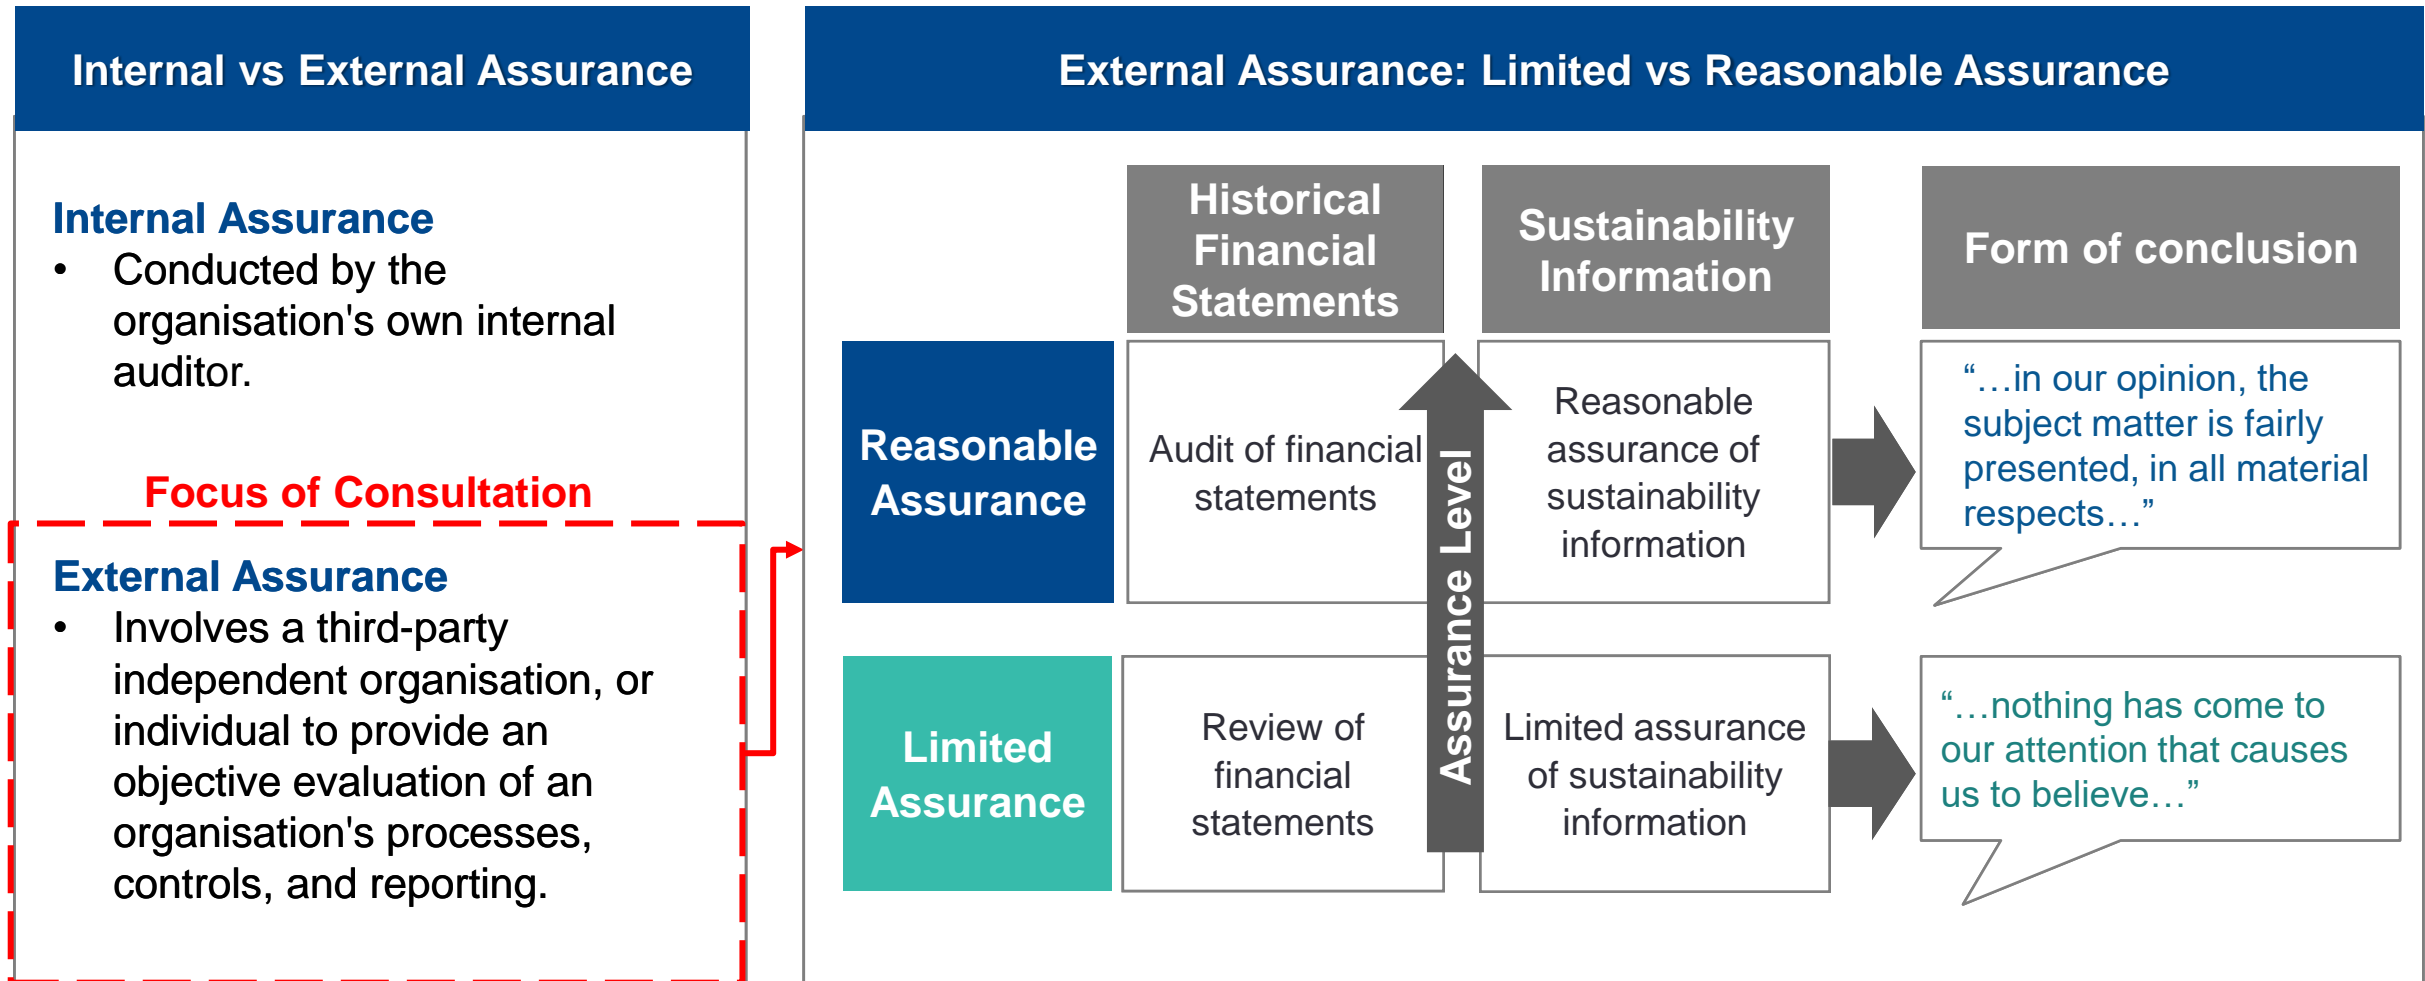 Internal vs External Assurance
Internal Assurance
• Conducted by the
organisation's own internal
auditor.
Focus of Consultation
External Assurance
• Involves a third-party
independent organisation, or
individual to provide an
objective evaluation of an
organisation's processes,
controls, and reporting.
External Assurance: Limited vs Reasonable Assurance
Historical
Financial
Statements
Sustainability
Information
Form of conclusion
Reasonable
Assurance
Audit of financial
statements
Assurance Level
Reasonable
assurance of
sustainability
information
“…in our opinion, the
subject matter is fairly
presented, in all material
respects…”
Limited
Assurance
Review of
financial
statements
Limited assurance
of sustainability
information
“…nothing has come to
our attention that causes
us to believe…”